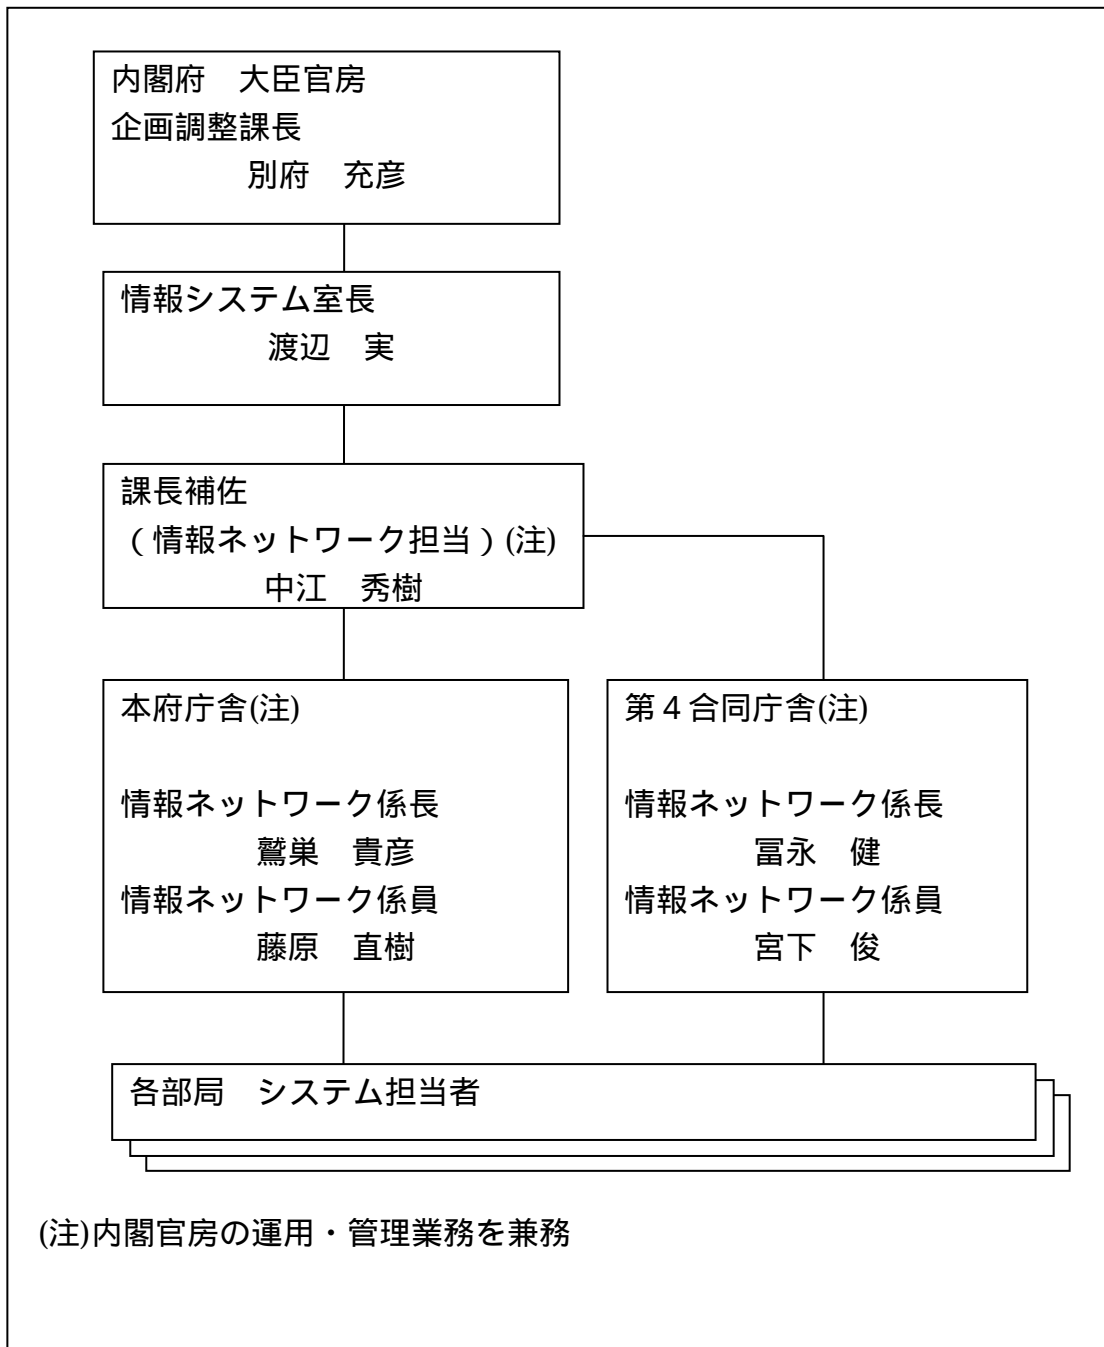 内閣府　大臣官房
企画調整課長
別府　充彦
情報システム室長
渡辺　実
課長補佐
（情報ネットワーク担当）(注)
中江　秀樹
本府庁舎(注)
情報ネットワーク係長
鷲巣　貴彦
情報ネットワーク係員
藤原　直樹
第４合同庁舎(注)
情報ネットワーク係長
冨永　健
情報ネットワーク係員
宮下　俊
各部局　システム担当者
(注)内閣官房の運用・管理業務を兼務